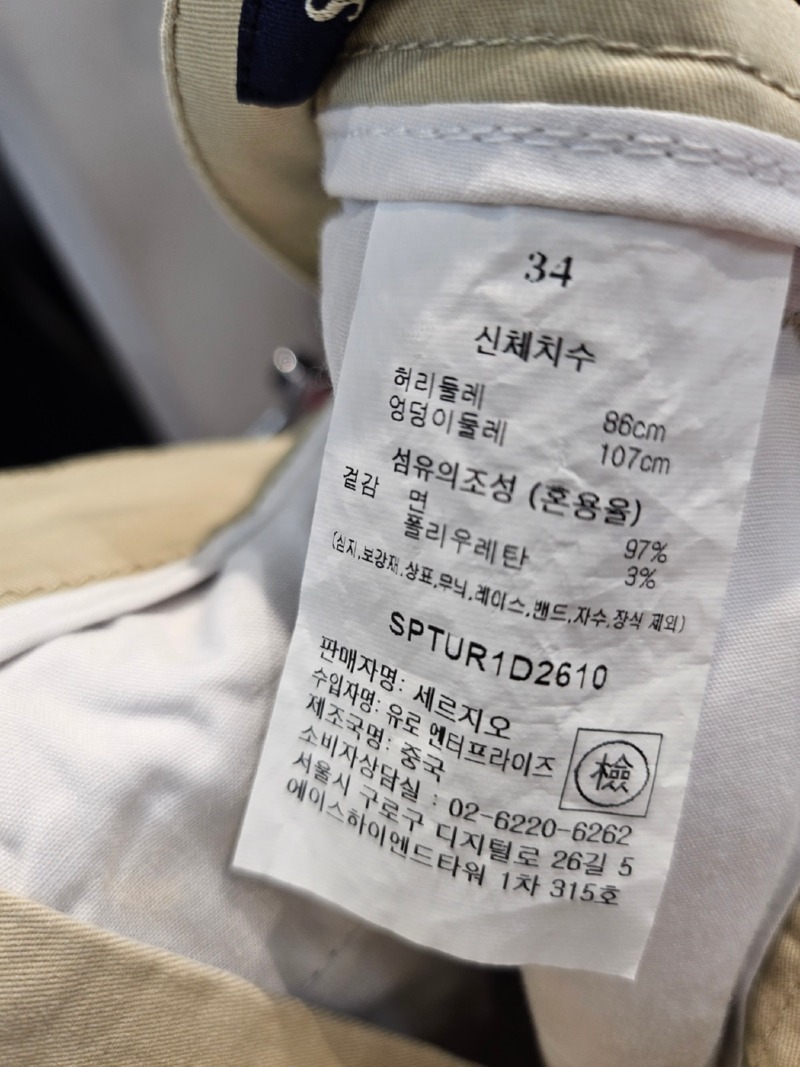 34
신체치수
허리둘레 86cm
엉덩이둘레 107cm
섬유의조성 (혼용율)
겉감 면 97%
폴리우레탄 3%
(심지,보강재,상표,무늬,레이스,밴드,자수,장식 제외)
SPTUR1D2610
판매자명: 세르지오
수입자명: 유로 엔터프라이즈
제조국명: 중국
檢
소비자상담실 : 02-6220-6262
서울시 구로구 디지털로 26길 5
에이스하이엔드타워 1차 315호